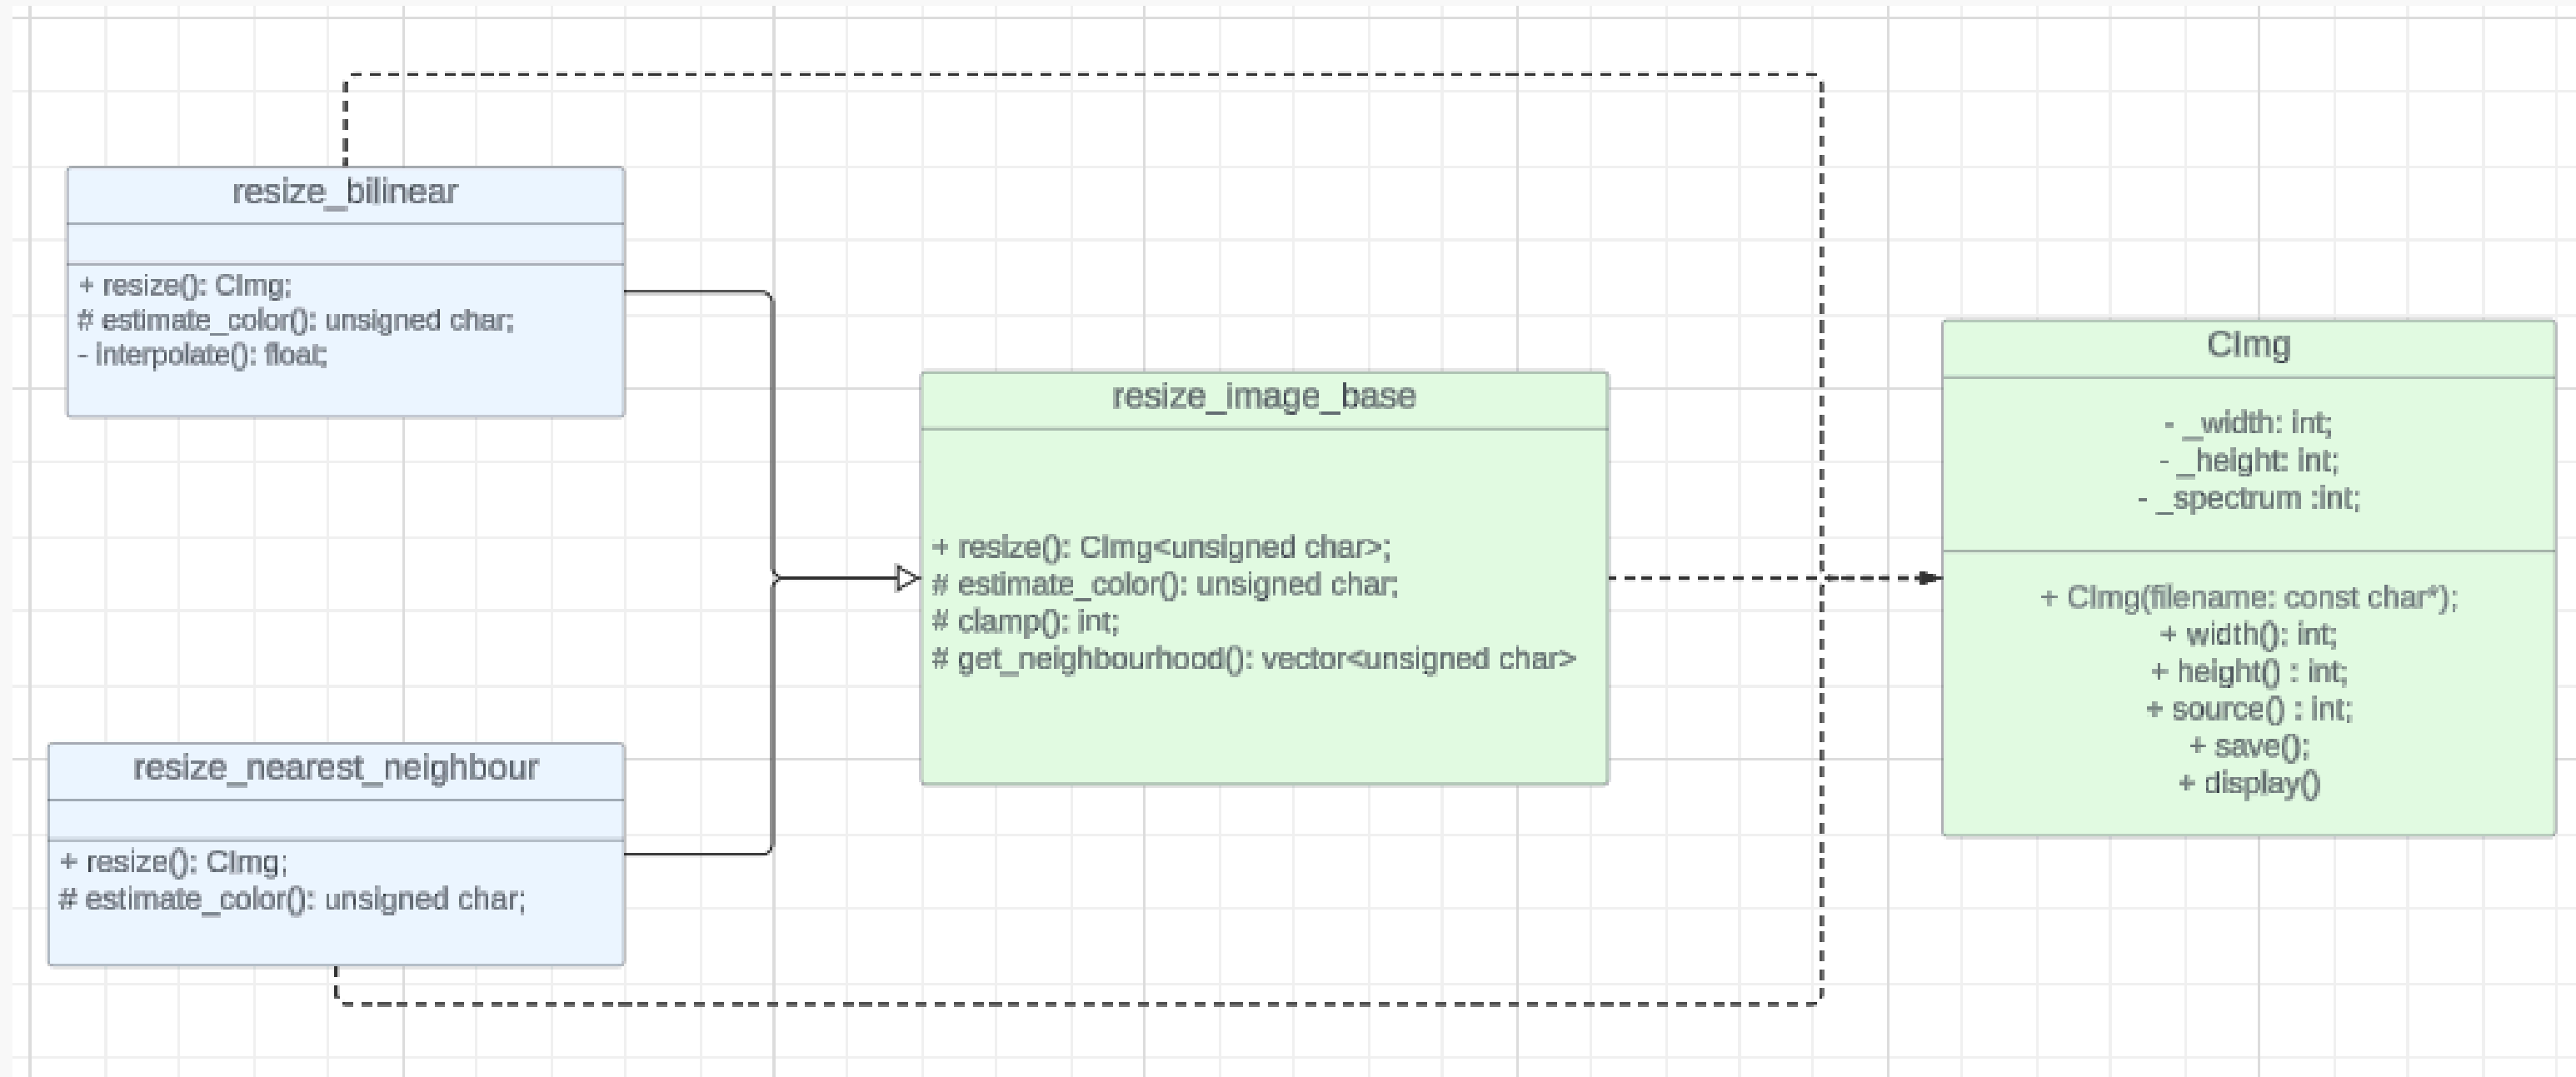 resize_bilinear
+ resize(): CImg;
# estimate_color(): unsigned char;
- interpolate(): float;
resize_nearest_neighbour
+ resize(): CImg;
# estimate_color(): unsigned char;
resize_image_base
+ resize(): CImg<unsigned char>;
# estimate_color(): unsigned char;
# clamp(): int;
# get_neighbourhood(): vector<unsigned char>
CImg
- _width: int;
- _height: int;
- _spectrum :int;
+ CImg(filename: const char*);
+ width(): int;
+ height() : int;
+ source() : int;
+ save();
+ display()